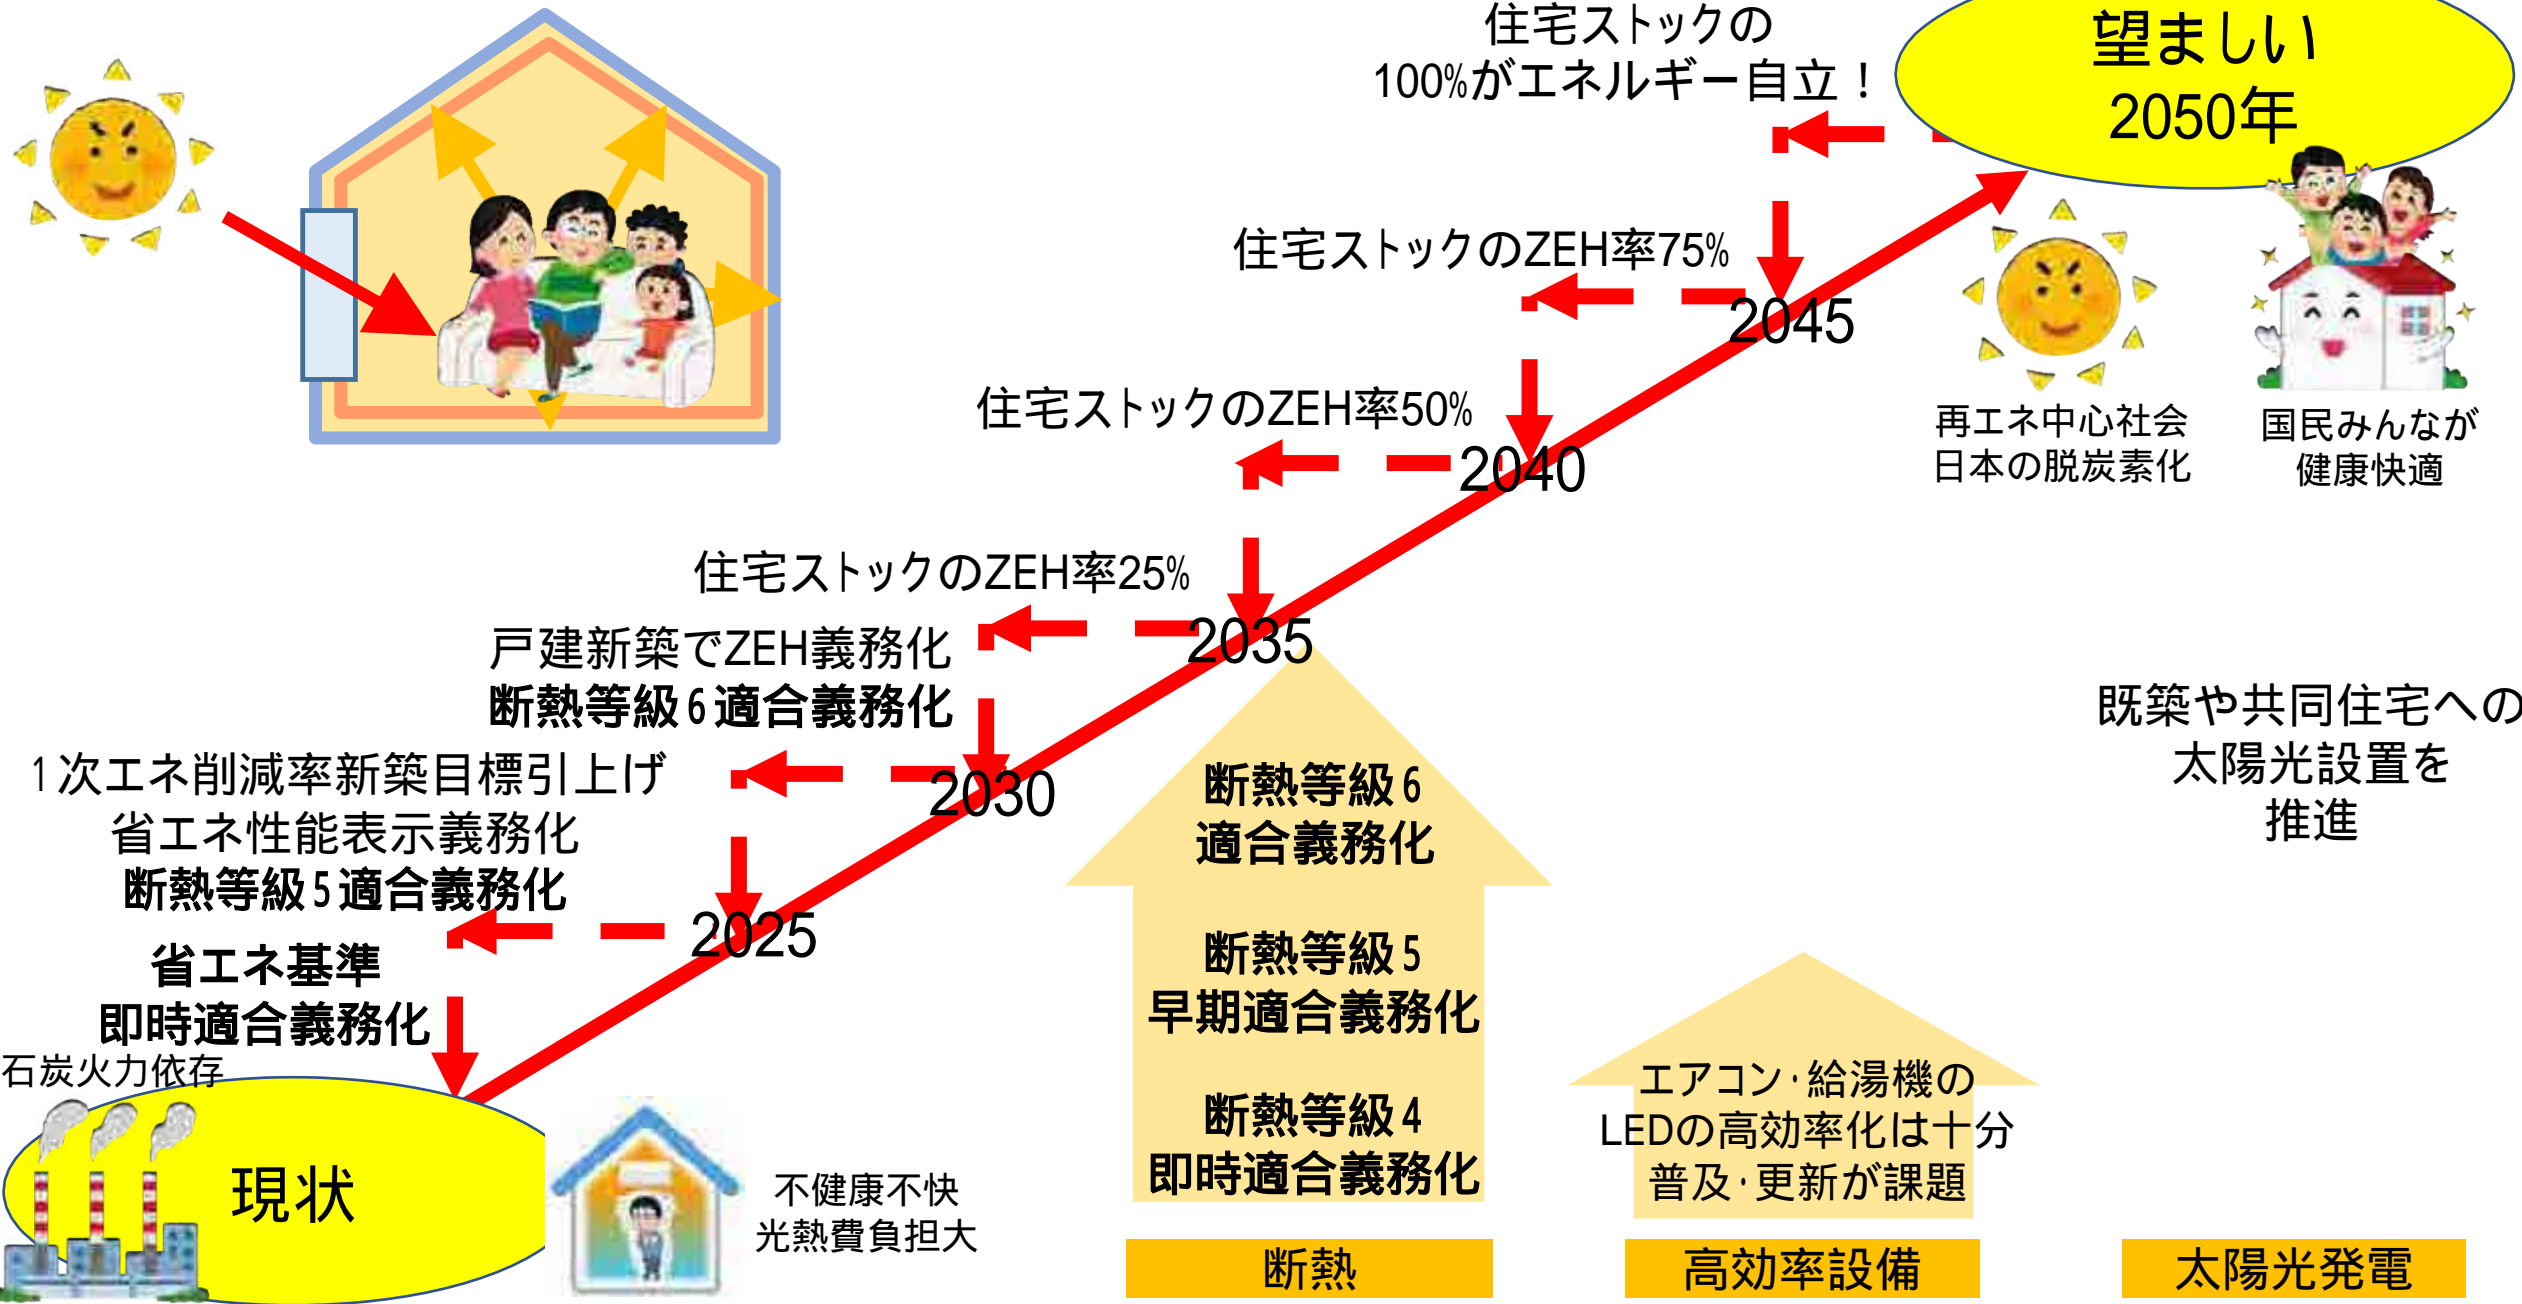 住宅ストックの
100%がエネルギー自立！
望ましい
2050年
住宅ストックのZEH率75%
2045
住宅ストックのZEH率50%
2040
再エネ中心社会
日本の脱炭素化
国民みんなが
健康快適
住宅ストックのZEH率25%
2035
戸建新築でZEH義務化
断熱等級6適合義務化
2030
1次エネ削減率新築目標引上げ
省エネ性能表示義務化
断熱等級5適合義務化
2025
省エネ基準
即時適合義務化
石炭火力依存
現状
不健康不快
光熱費負担大
断熱等級6
適合義務化
断熱等級5
早期適合義務化
断熱等級4
即時適合義務化
断熱
エアコン・給湯機の
LEDの高効率化は十分
普及・更新が課題
高効率設備
既築や共同住宅への
太陽光設置を
推進
太陽光発電